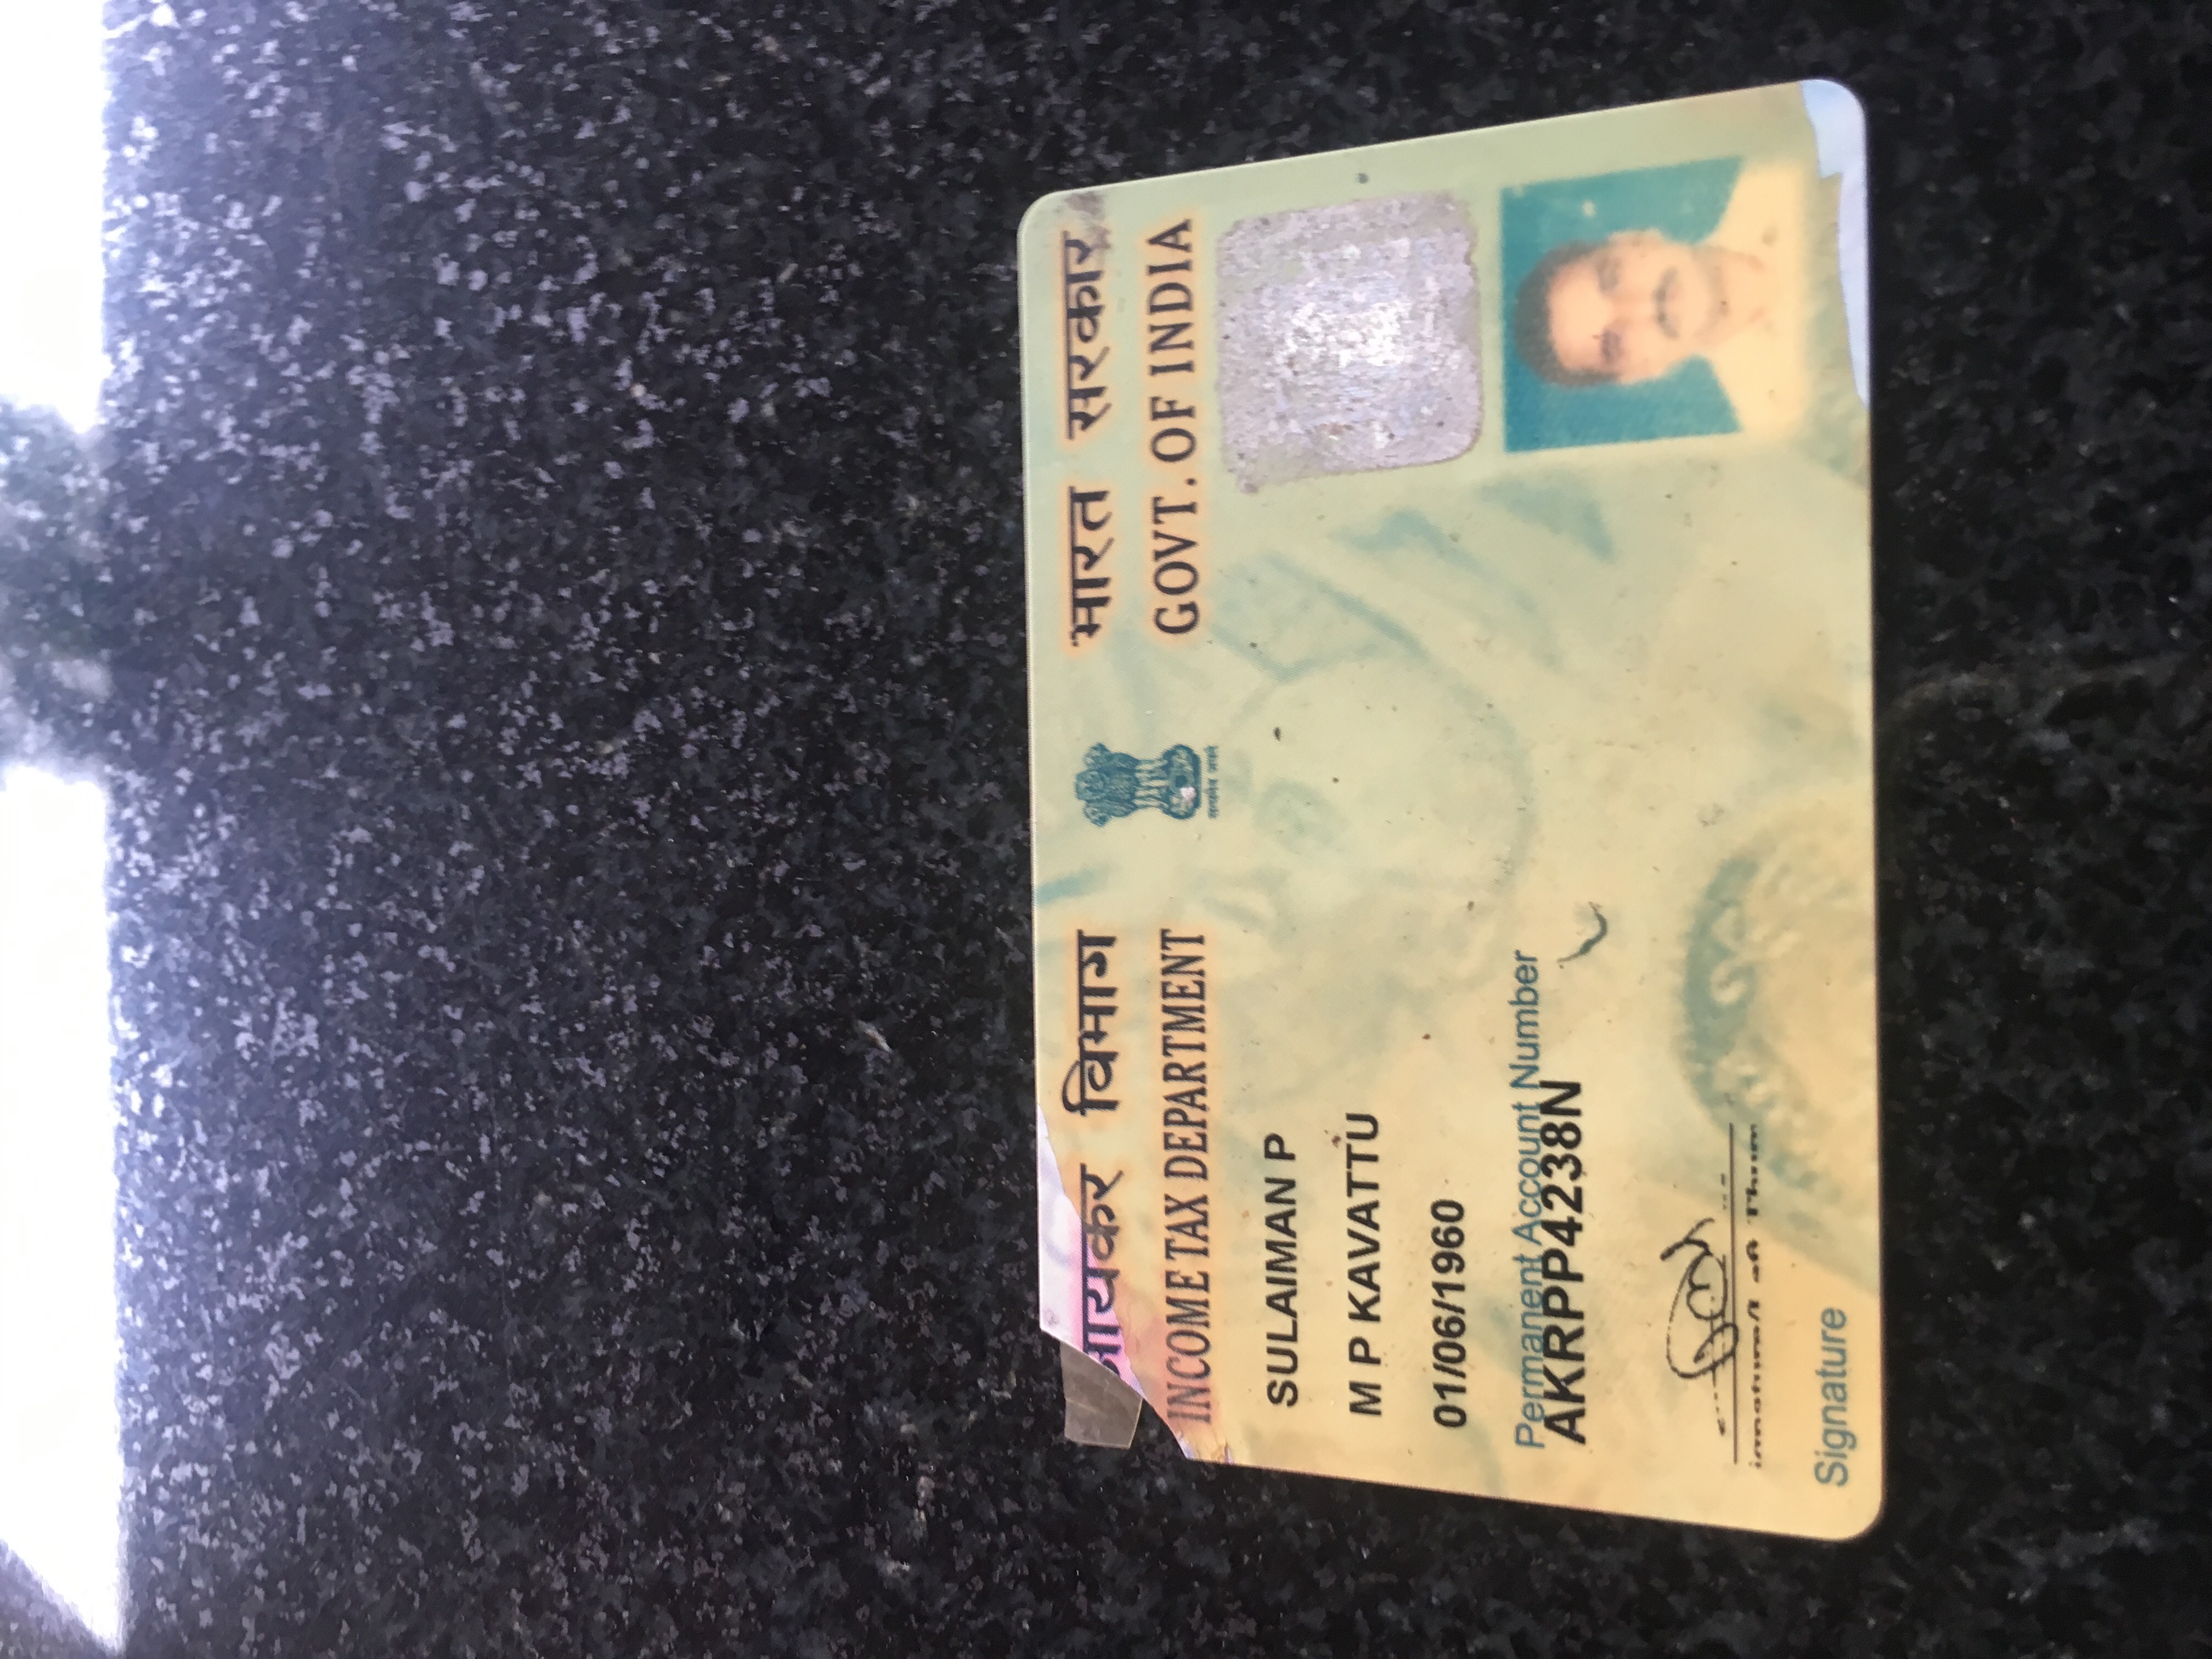 आयकर विभाग
INCOME TAX DEPARTMENT
भारत सरकार
GOVT. OF INDIA
सत्यमेव जयते
SULAIMAN P
M P KAVATTU
01/06/1960
Permanent Account Number
AKRPP4238N
Signature